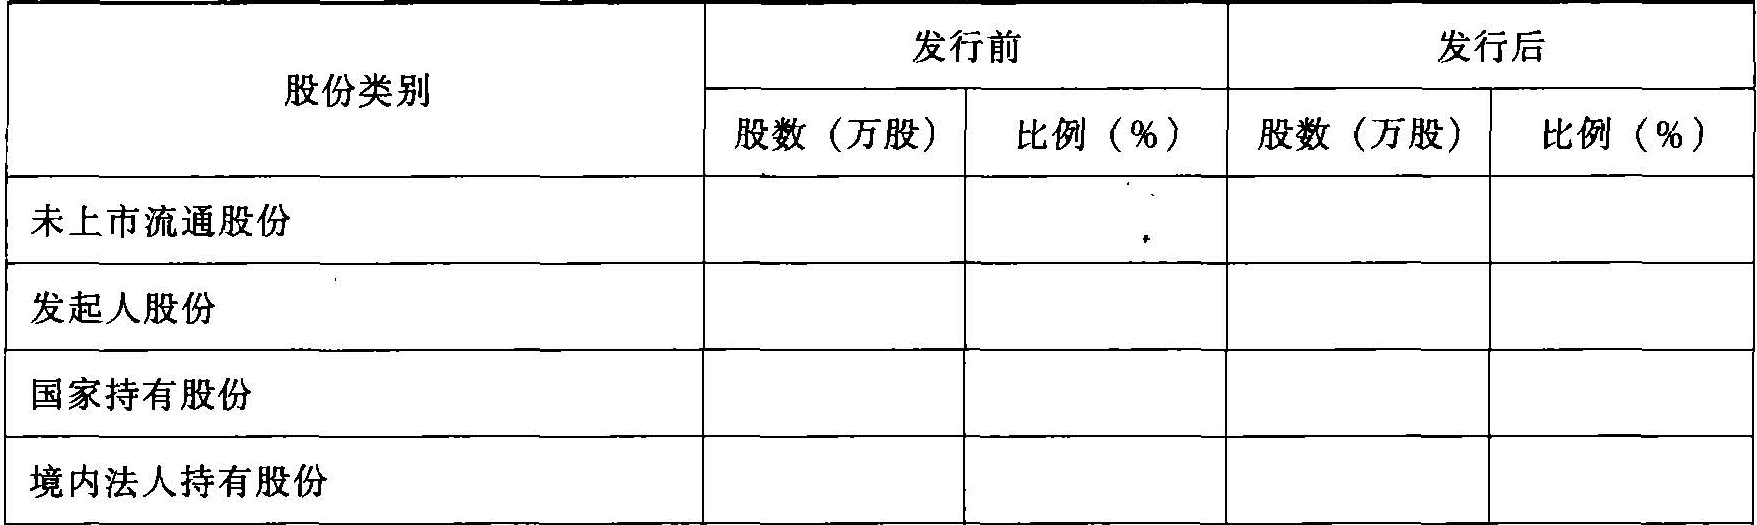 股份类别
发行前
发行后
股数（万股）
比例（%）
股数（万股）
比例（%）
未上市流通股份
发起人股份
国家持有股份
境内法人持有股份